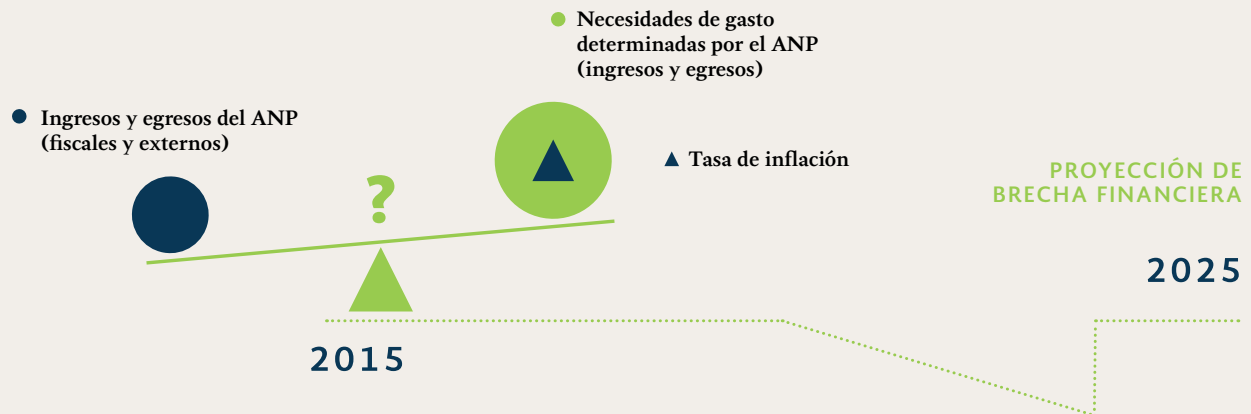 Necesidades de gasto
determinadas por el ANP
(ingresos y egresos)
Ingresos y egresos del ANP
(fiscales y externos)
Tasa de inflación
?
PROYECCIÓN DE
BRECHA FINANCIERA
2025
2015